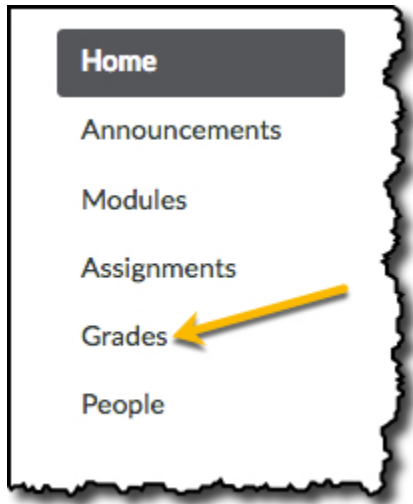 Home
Announcements
Modules
Assignments
Grades
People